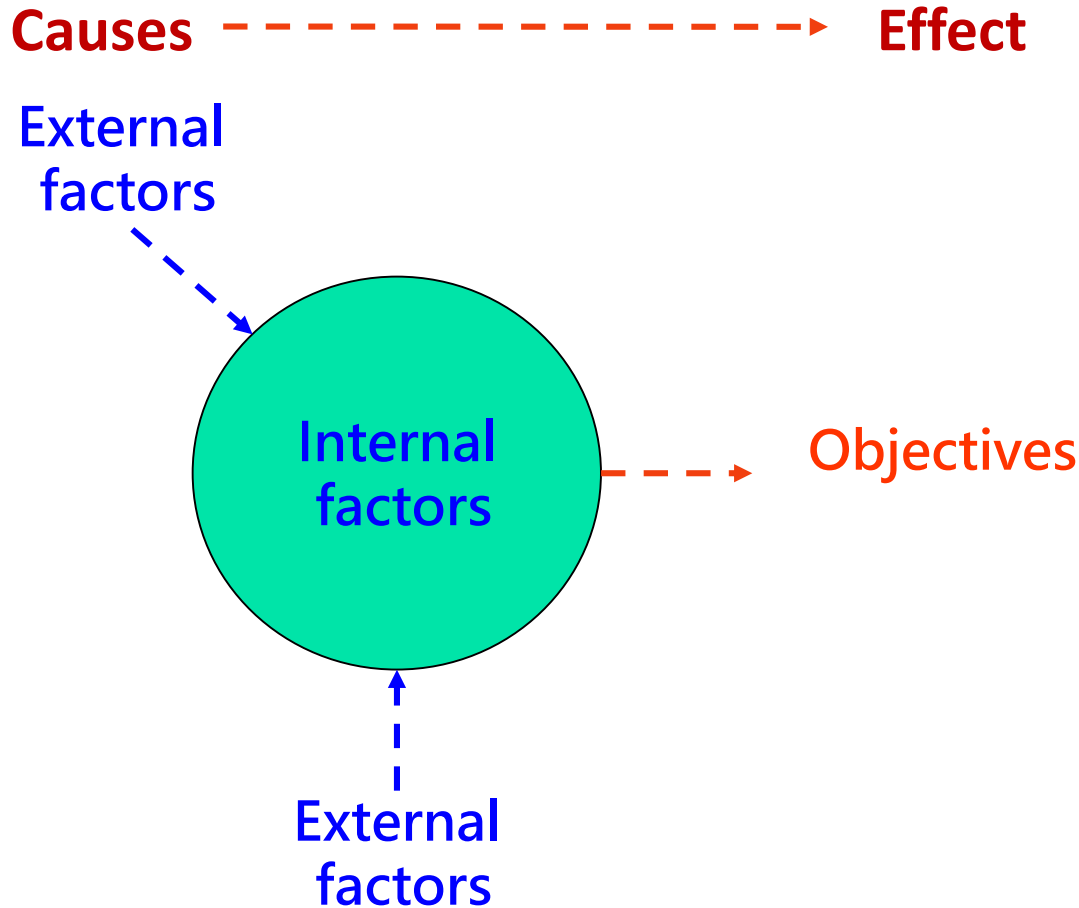 Causes
Effect
External
factors
Internal
factors
Objectives
External
factors